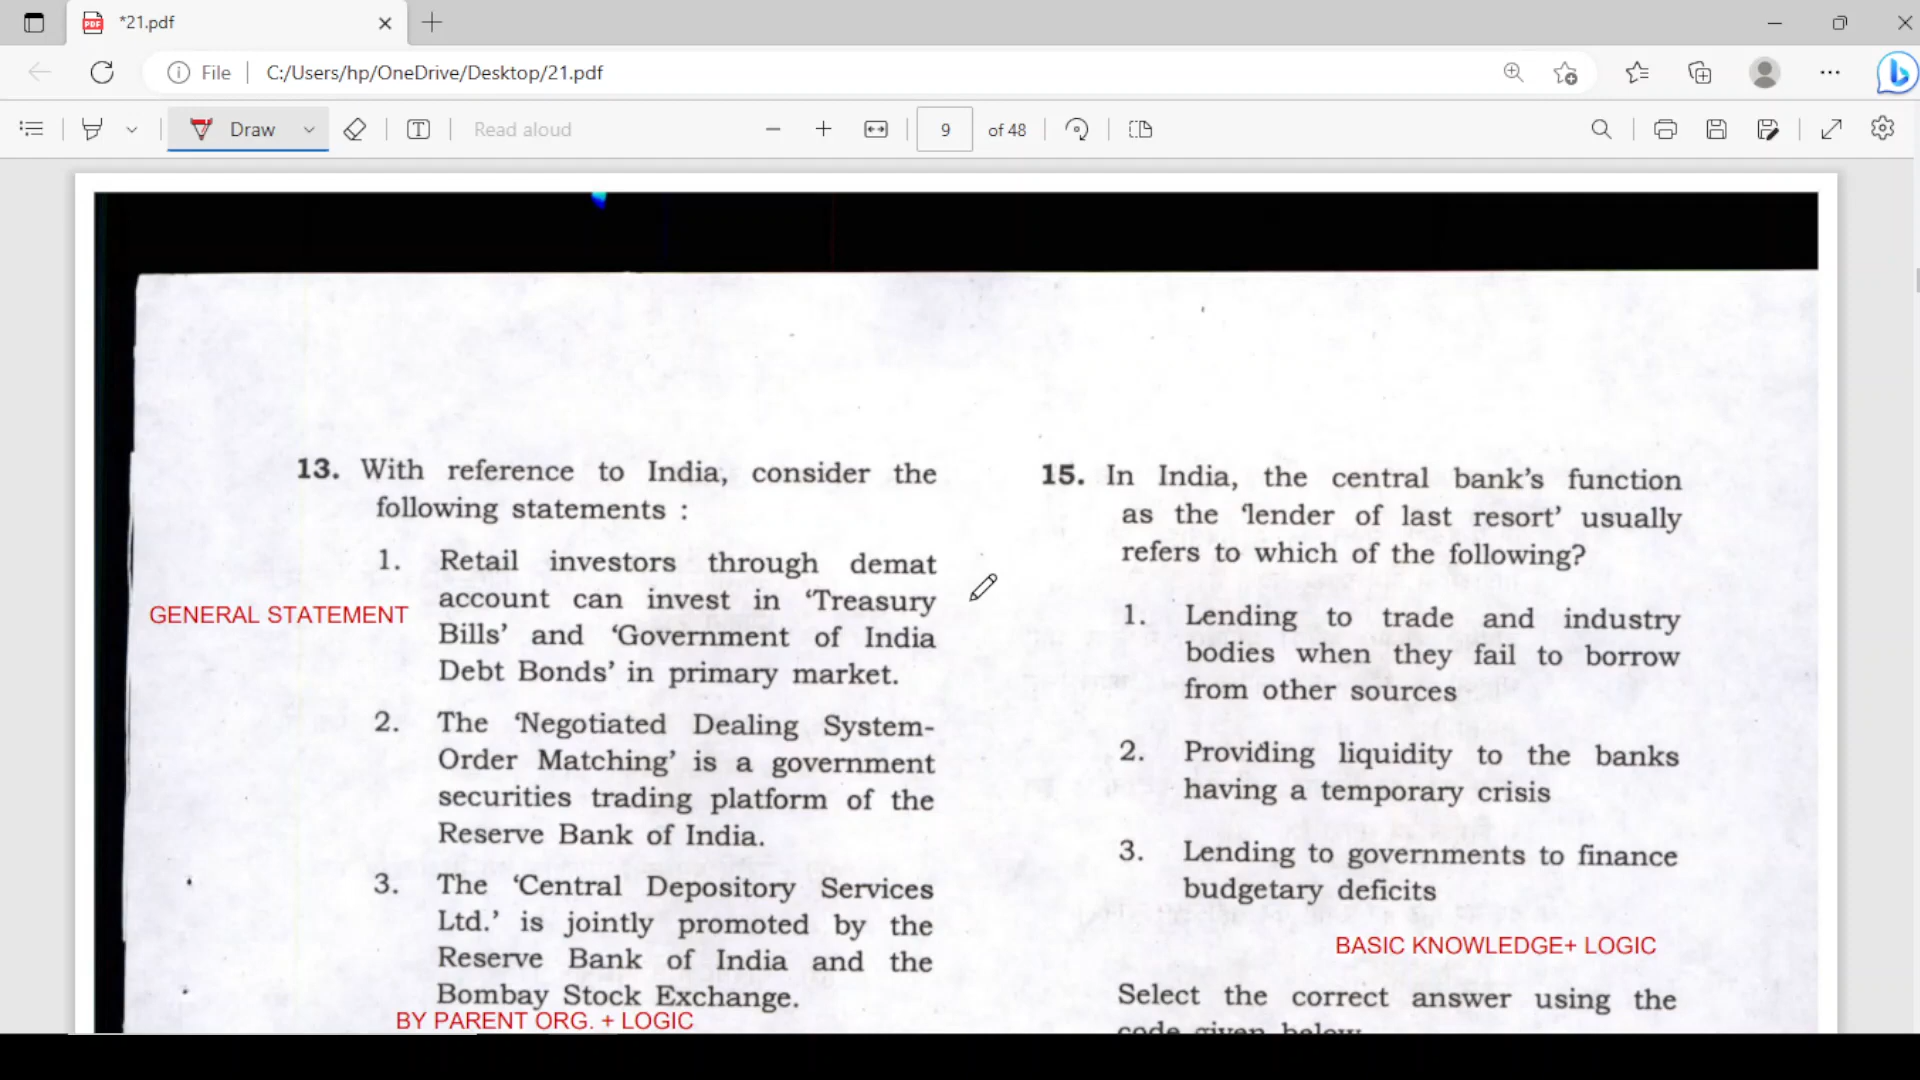 *21.pdf
File
C:/Users/hp/OneDrive/Desktop/21.pdf
Draw
Read aloud
9
of 48
13. With reference to India, consider the
following statements :
1. Retail investors through demat
account can invest in 'Treasury
Bills' and 'Government of India
Debt Bonds' in primary market.
GENERAL STATEMENT
2. The 'Negotiated Dealing System-
Order Matching' is a government
securities trading platform of the
Reserve Bank of India.
3. The 'Central Depository Services
Ltd.' is jointly promoted by the
Reserve Bank of India and the
Bombay Stock Exchange.
BY PARENT ORG. + LOGIC
15. In India, the central bank's function
as the 'lender of last resort' usually
refers to which of the following?
1. Lending to trade and industry
bodies when they fail to borrow
from other sources
2. Providing liquidity to the banks
having a temporary crisis
3. Lending to governments to finance
budgetary deficits
BASIC KNOWLEDGE+ LOGIC
Select the correct answer using the
code given below